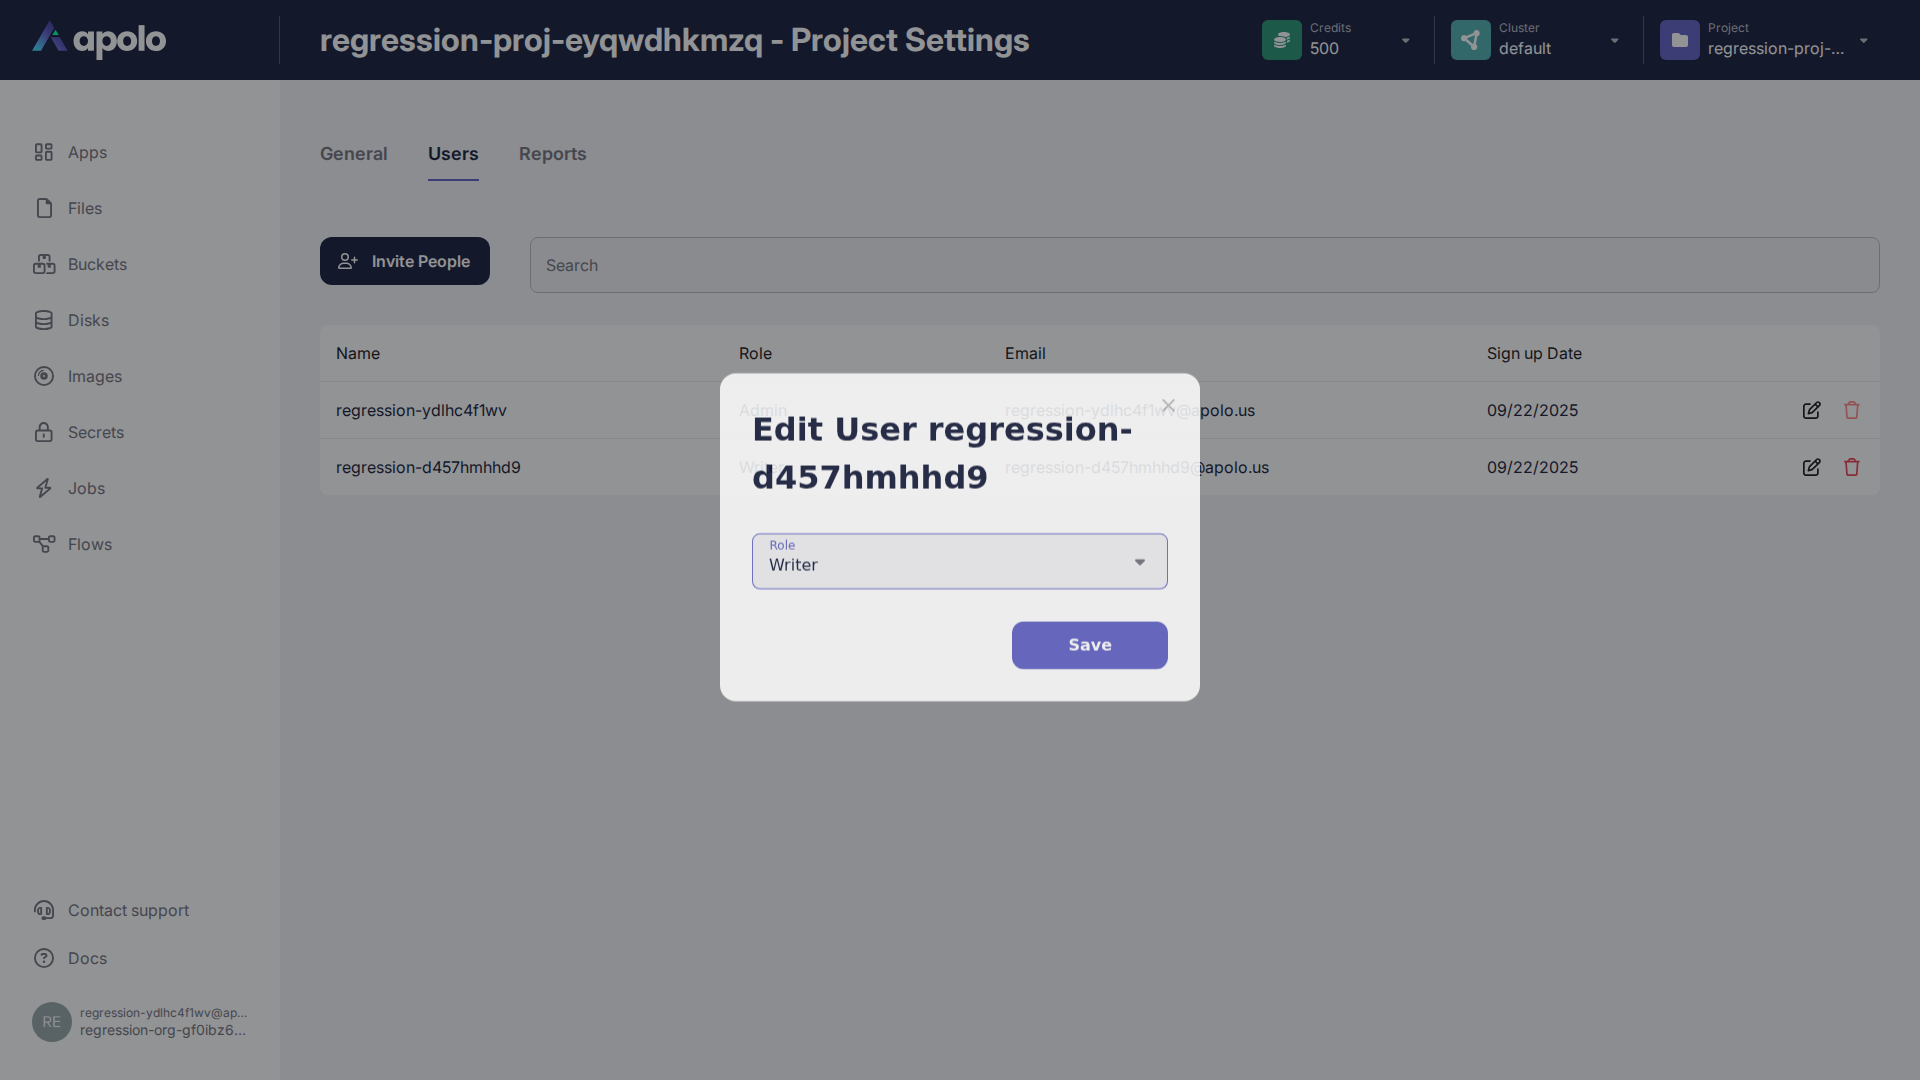 apolo
regression-proj-eyqwdhkmzq - Project Settings
Credits
500
Cluster
default
Project
regression-proj-...
Apps
Files
Buckets
Disks
Images
Secrets
Jobs
Flows
General Users Reports
Invite People
Search
Name Role Email Sign up Date
regression-ydlhc4f1wv Admin regression-ydlhc4f1wv@apolo.us 09/22/2025
regression-d457hmhhd9 Writer regression-d457hmhhd9@apolo.us 09/22/2025
Edit User regression-
d457hmhhd9
Role
Writer
Save
Contact support
Docs
RE
regression-ydlhc4f1wv@ap...
regression-org-gf0ibz6...